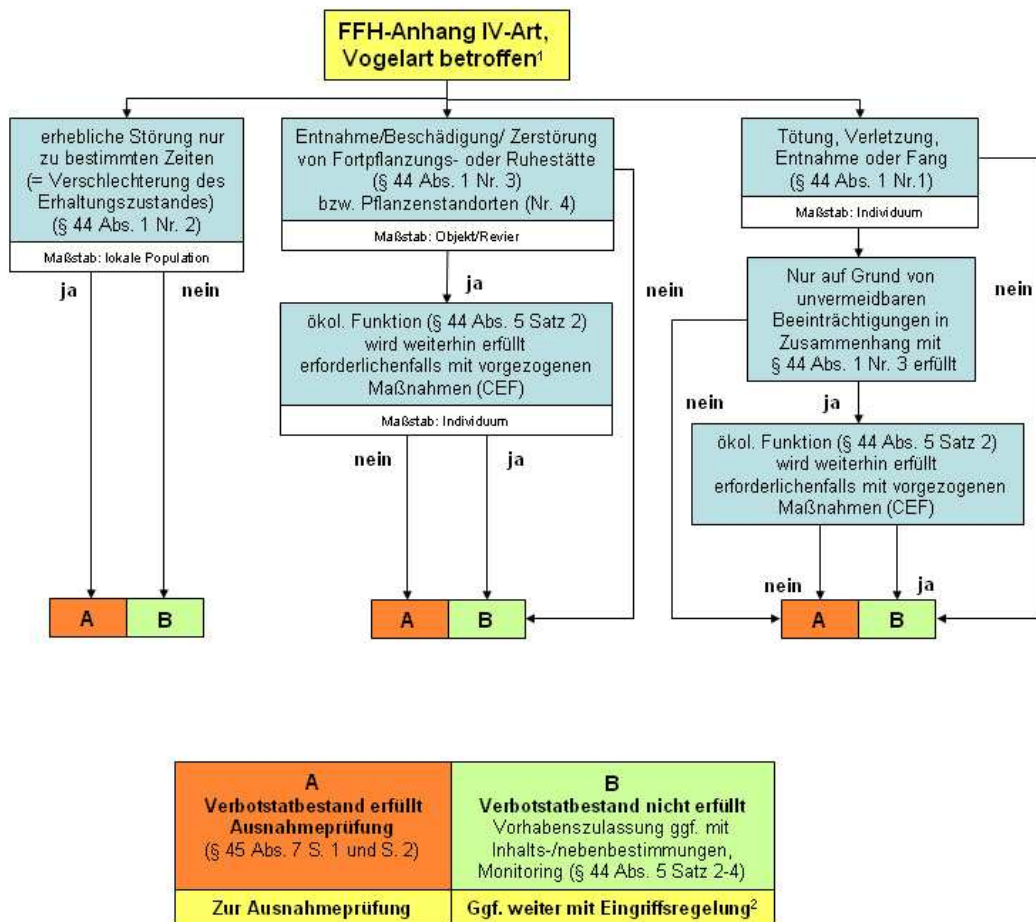 FFH-Anhang IV-Art,
Vogelart betroffen¹
erhebliche Störung nur
zu bestimmten Zeiten
(= Verschlechterung des
Erhaltungszustandes)
(§ 44 Abs. 1 Nr. 2)
Maßstab: lokale Population
ja
nein
A
B
Entnahme/Beschädigung/ Zerstörung
von Fortpflanzungs- oder Ruhestätte
(§ 44 Abs. 1 Nr. 3)
bzw. Pflanzenstandorten (Nr. 4)
Maßstab: Objekt/Revier
ja
nein
ökol. Funktion (§ 44 Abs. 5 Satz 2)
wird weiterhin erfüllt
erforderlichenfalls mit vorgezogenen
Maßnahmen (CEF)
Maßstab: Individuum
nein
ja
A
B
Tötung, Verletzung,
Entnahme oder Fang
(§ 44 Abs. 1 Nr.1)
Maßstab: Individuum
nein
Nur auf Grund von
unvermeidbaren
Beeinträchtigungen in
Zusammenhang mit
§ 44 Abs. 1 Nr. 3 erfüllt
nein
ja
ökol. Funktion (§ 44 Abs. 5 Satz 2)
wird weiterhin erfüllt
erforderlichenfalls mit vorgezogenen
Maßnahmen (CEF)
nein
ja
A
B
A
Verbotstatbestand erfüllt
Ausnahmeprüfung
(§ 45 Abs. 7 S. 1 und S. 2)
Zur Ausnahmeprüfung
B
Verbotstatbestand nicht erfüllt
Vorhabenszulassung ggf. mit
Inhalts-/nebenbestimmungen,
Monitoring (§ 44 Abs. 5 Satz 2-4)
Ggf. weiter mit Eingriffsregelung²